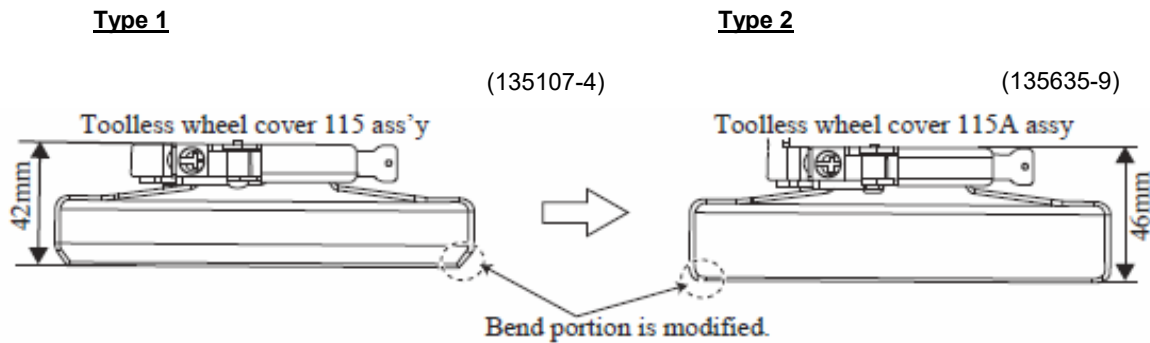 Type 1
Type 2
(135107-4)
(135635-9)
Toolless wheel cover 115 ass'y
Toolless wheel cover 115A assy
42mm
46mm
Bend portion is modified.